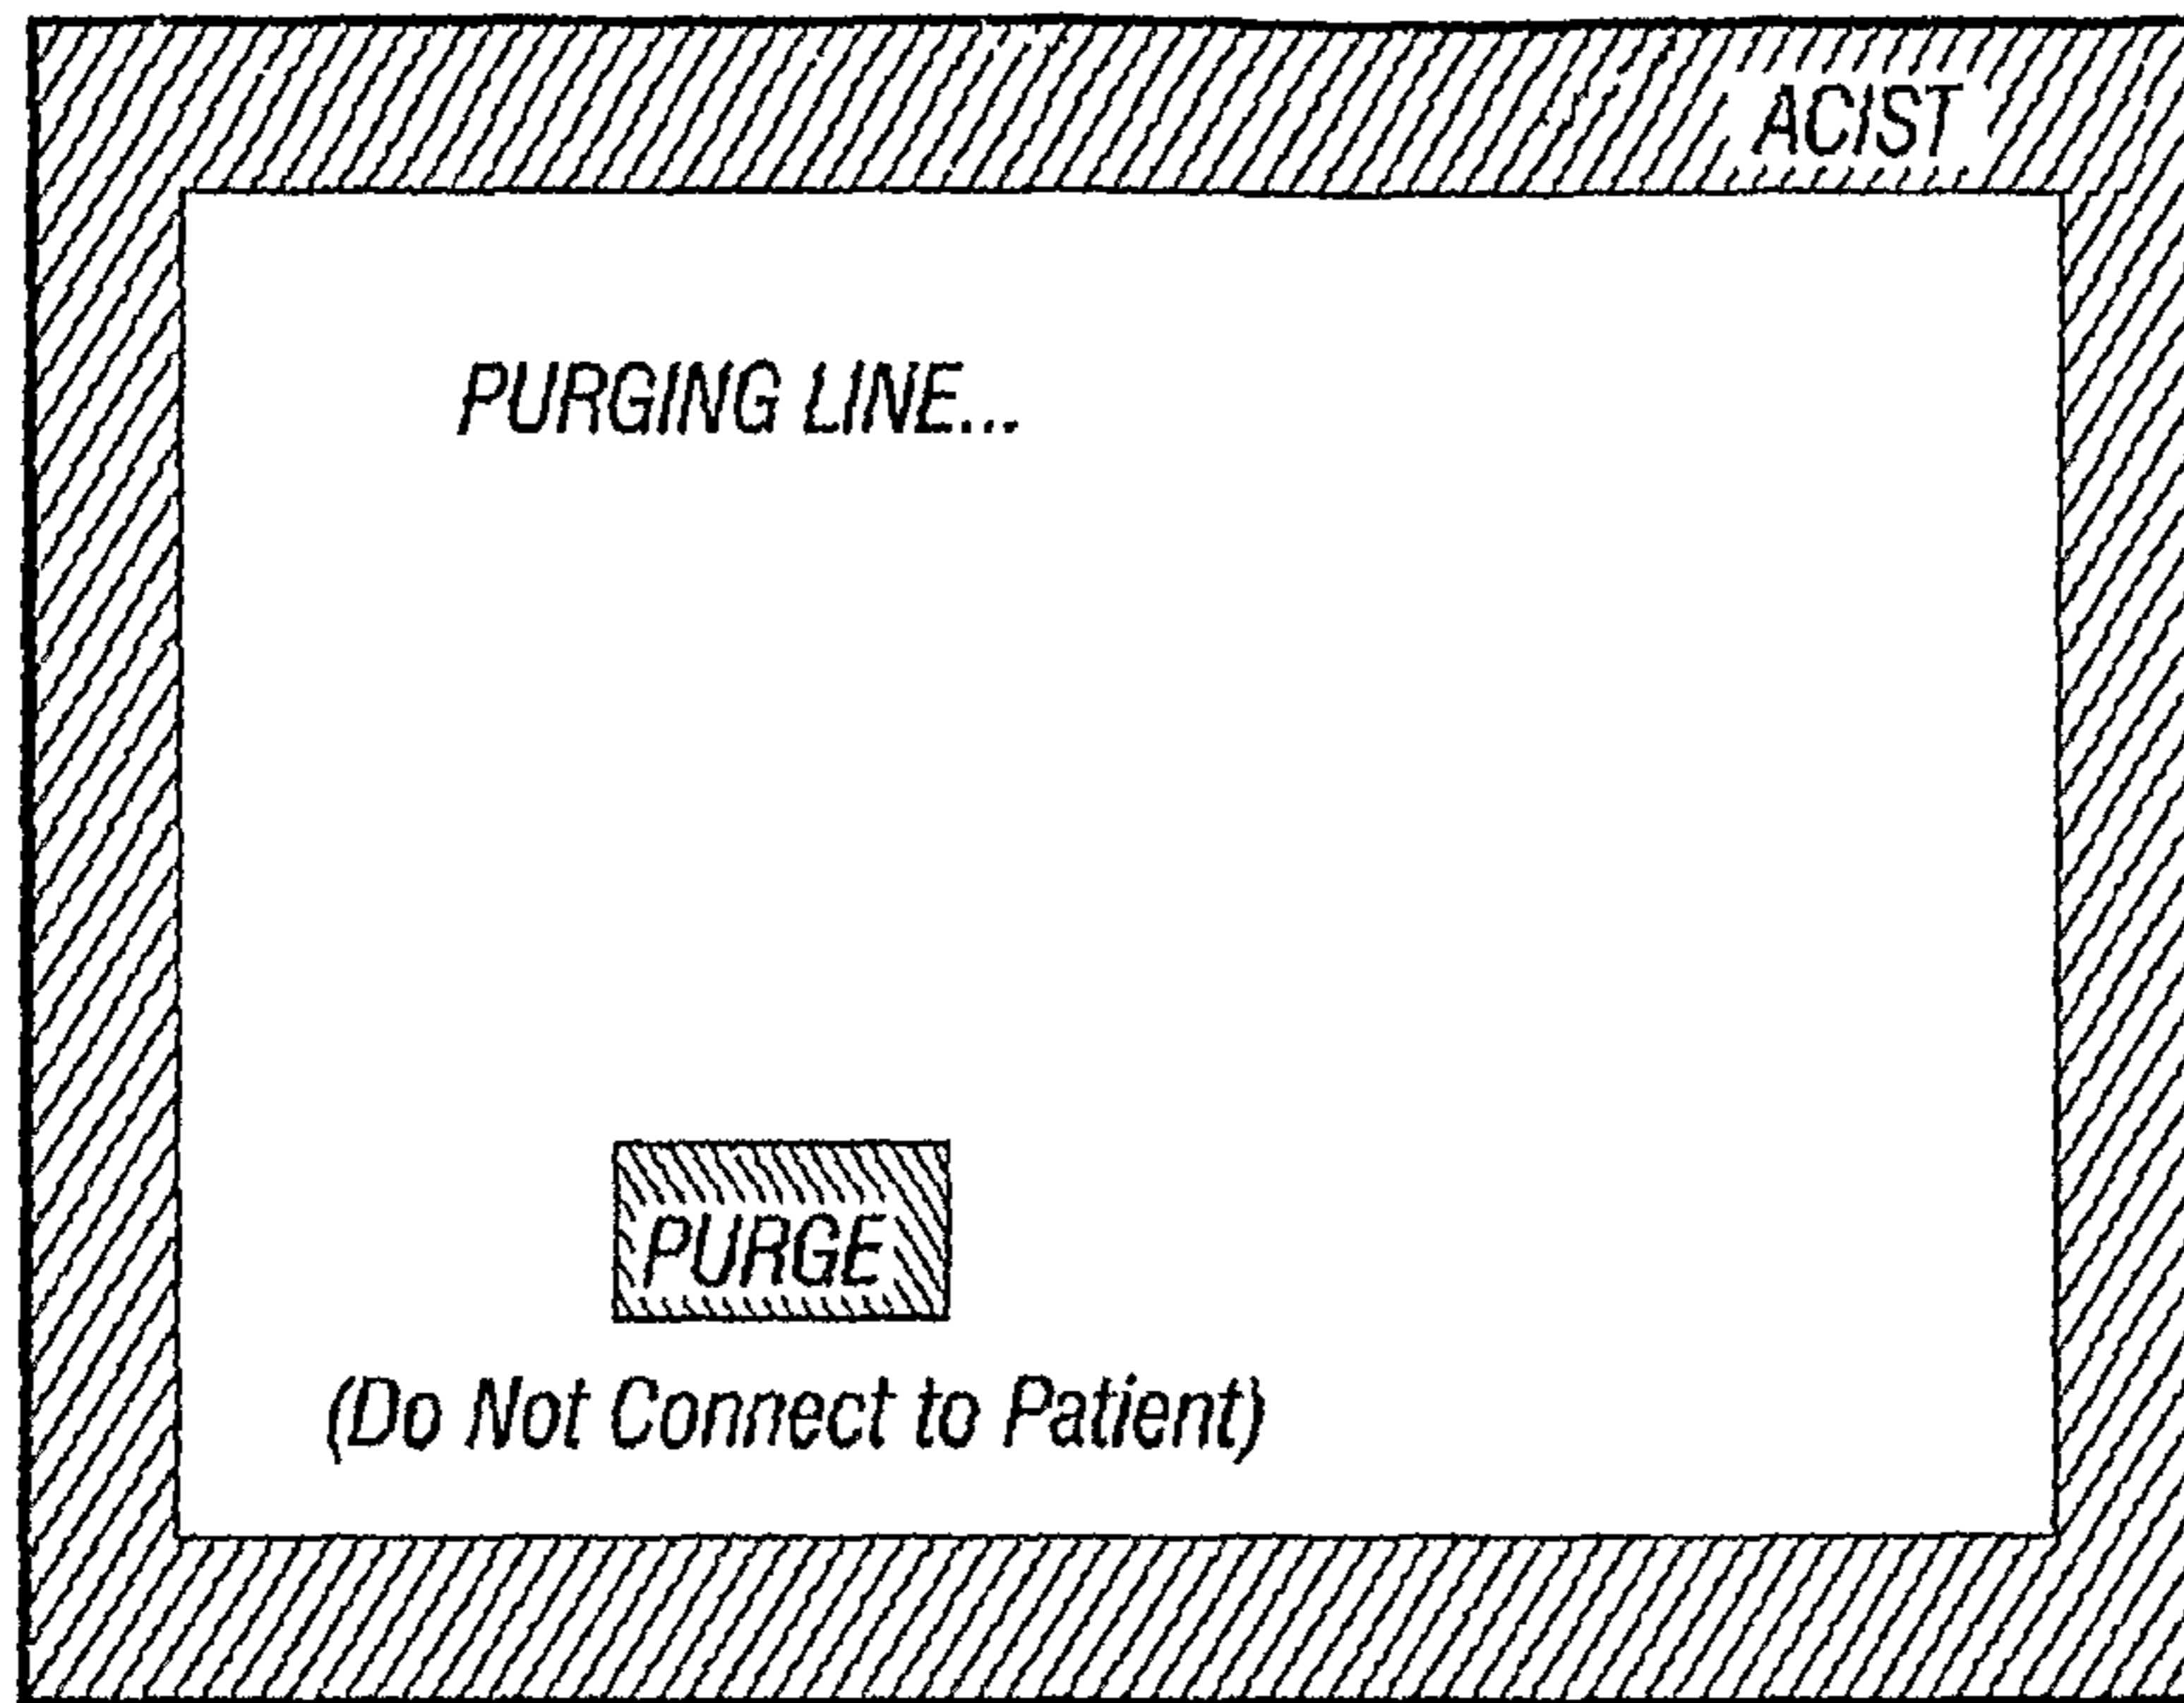 ACIST
PURGING LINE...
PURGE
(Do Not Connect to Patient)